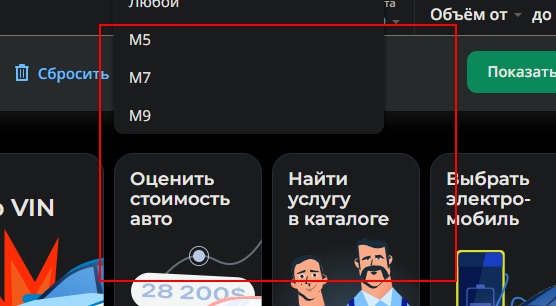 Любой
та
Объём от
до
M5
Сбросить
M7
Показать
M9
VIN
Оценить
стоимость
авто
Найти
услугу
в каталоге
Выбрать
электро-
мобиль
28 200$